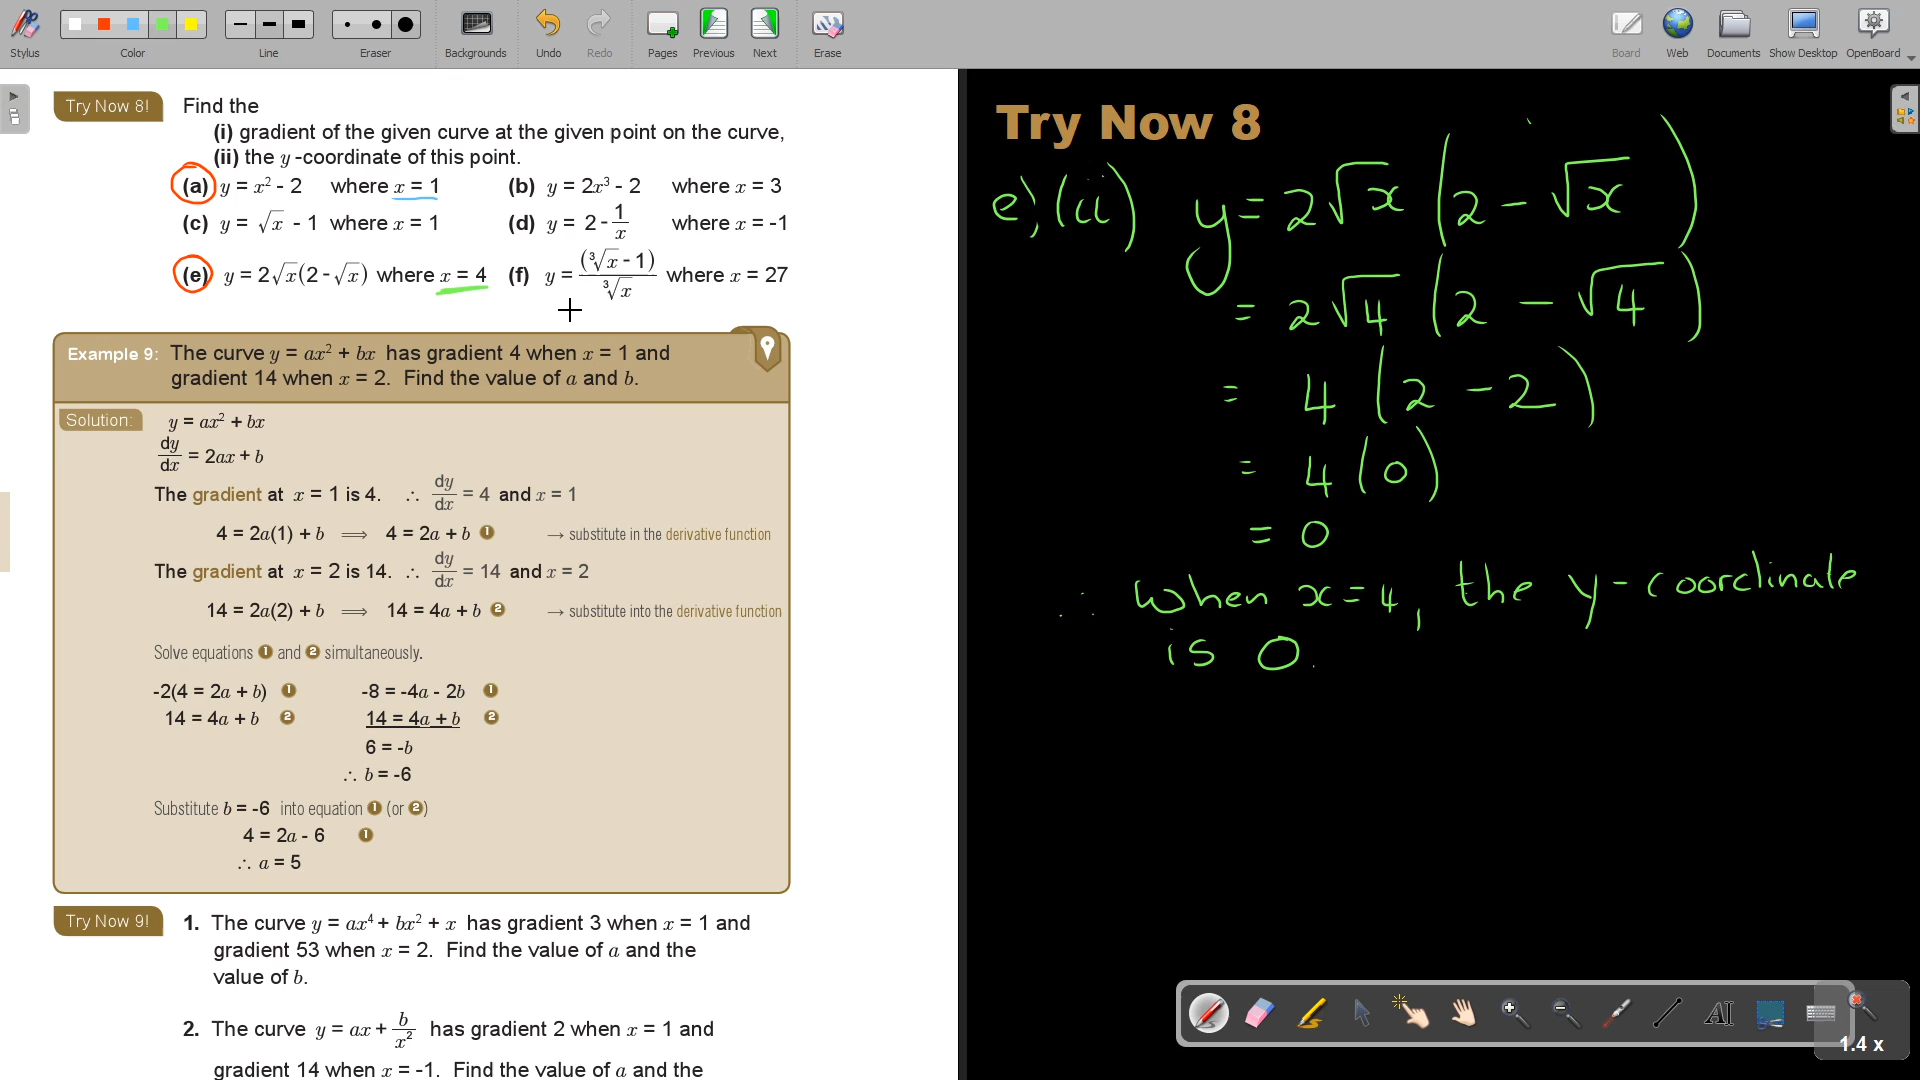 Stylus Color Line Eraser Backgrounds Undo Redo Pages Previous Next Erase Board Web Documents Show Desktop OpenBoard
Try Now 8! Find the
(i) gradient of the given curve at the given point on the curve,
(ii) the y -coordinate of this point.
(a) y = x² - 2 where x = 1 (b) y = 2x³ - 2 where x = 3
(c) y = √x - 1 where x = 1 (d) y = 2 - 1/x where x = -1
(e) y = 2√x(2 - √x) where x = 4 (f) y = (∛x - 1)/∛x where x = 27
Example 9: The curve y = ax² + bx has gradient 4 when x = 1 and
gradient 14 when x = 2. Find the value of a and b.
Solution: y = ax² + bx
dy/dx = 2ax + b
The gradient at x = 1 is 4. ∴ dy/dx = 4 and x = 1
4 = 2a(1) + b ⟹ 4 = 2a + b ❶ → substitute in the derivative function
The gradient at x = 2 is 14. ∴ dy/dx = 14 and x = 2
14 = 2a(2) + b ⟹ 14 = 4a + b ❷ → substitute into the derivative function
Solve equations ❶ and ❷ simultaneously.
-2(4 = 2a + b) ❶ -8 = -4a - 2b ❶
14 = 4a + b ❷ 14 = 4a + b ❷
6 = -b
∴ b = -6
Substitute b = -6 into equation ❶ (or ❷)
4 = 2a - 6 ❶
∴ a = 5
Try Now 9! 1. The curve y = ax⁴ + bx² + x has gradient 3 when x = 1 and
gradient 53 when x = 2. Find the value of a and the
value of b.
2. The curve y = ax + b/x² has gradient 2 when x = 1 and
gradient 14 when x = -1. Find the value of a and the
Try Now 8
e) (ii) y = 2√x (2 - √x)
= 2√4 (2 - √4)
= 4 (2 - 2)
= 4 (0)
= 0
∴ when x = 4, the y-coordinate
is 0.
1.4 x